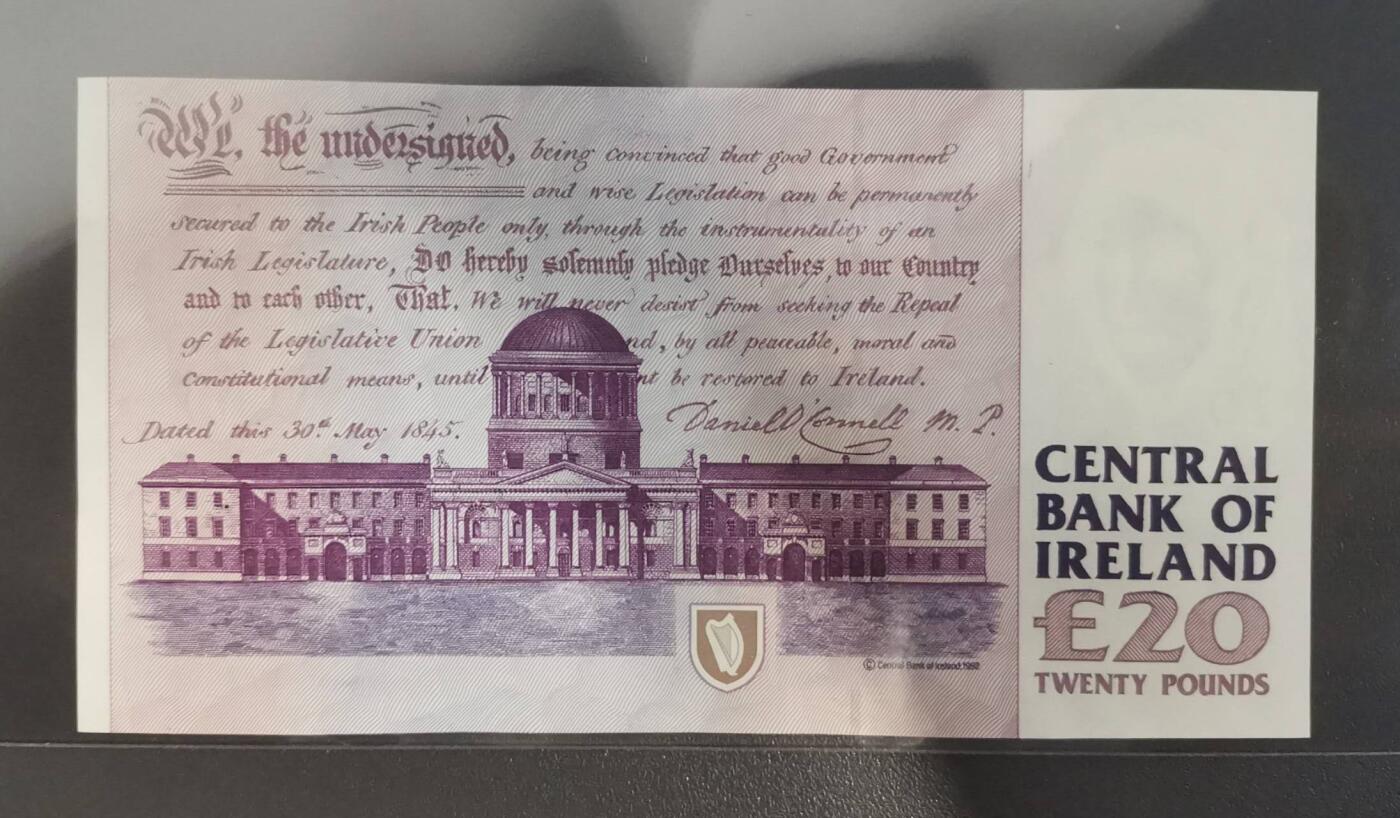 We, the undersigned, being convinced that good Government
and wise Legislation can be permanently
secured to the Irish People only, through the instrumentality of an
Irish Legislature, Do hereby solemnly pledge Ourselves, to our Country
and to each other, That, We will never desist from seeking the Repeal
of the Legislative Union nd, by all peaceable, moral and
Constitutional means, until nt be restored to Ireland.
Dated this 30th May 1845.
Daniel O'Connell M. P.
CENTRAL
BANK OF
IRELAND
£20
TWENTY POUNDS
© Central Bank of Ireland, 1992